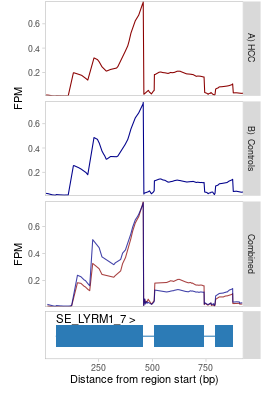 0.6
0.4
0.2
A) HCC
FPM
0.6
0.4
0.2
B) Controls
0.6
0.4
0.2
FPM
Combined
SE_LYRM1_7 >
250
500
750
Distance from region start (bp)